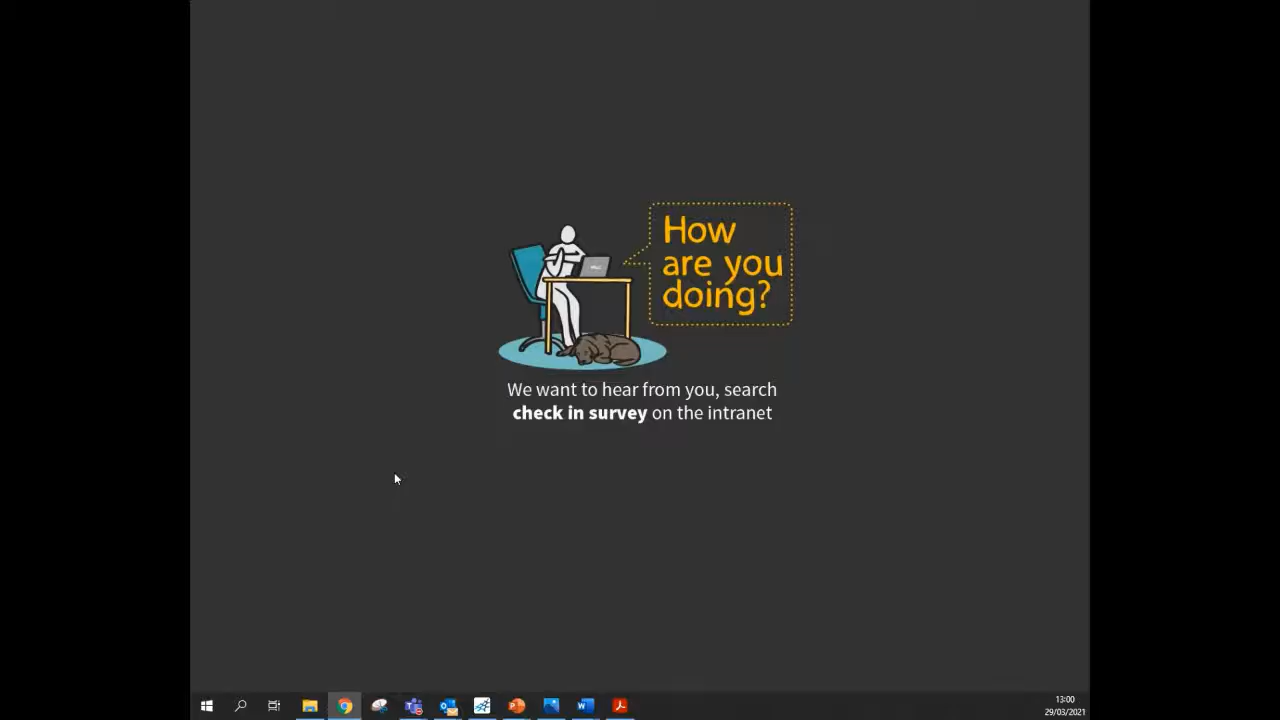 How
are you
doing?
We want to hear from you, search
check in survey on the intranet
13:00
29/03/2021